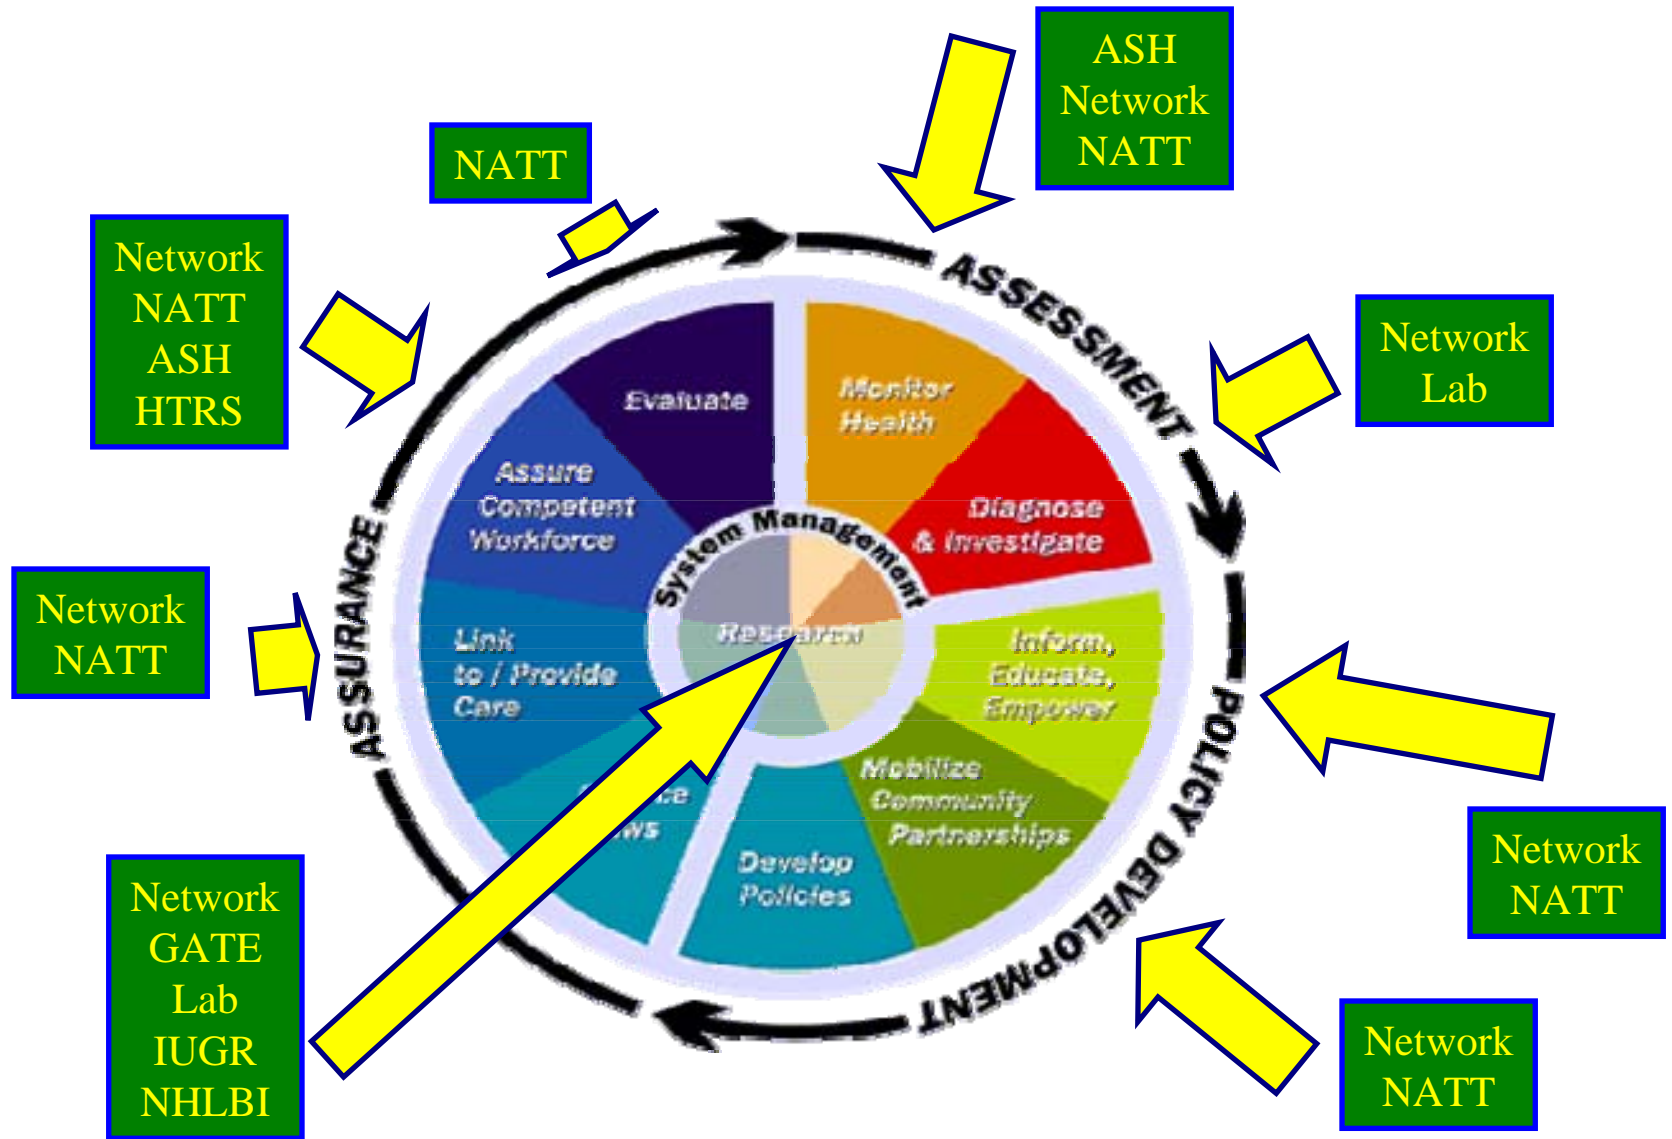 ASH
Network
NATT
NATT
Network
NATT
ASH
HTRS
Network
Lab
Network
NATT
Network
NATT
Network
NATT
Network
GATE
Lab
IUGR
NHLBI
ASSESSMENT
POLICY DEVELOPMENT
ASSURANCE
Evaluate
Monitor
Health
Diagnose
& Investigate
Inform,
Educate,
Empower
Mobilize
Community
Partnerships
Develop
Policies
Link
to / Provide
Care
Assure
Competent
Workforce
System Management
Research